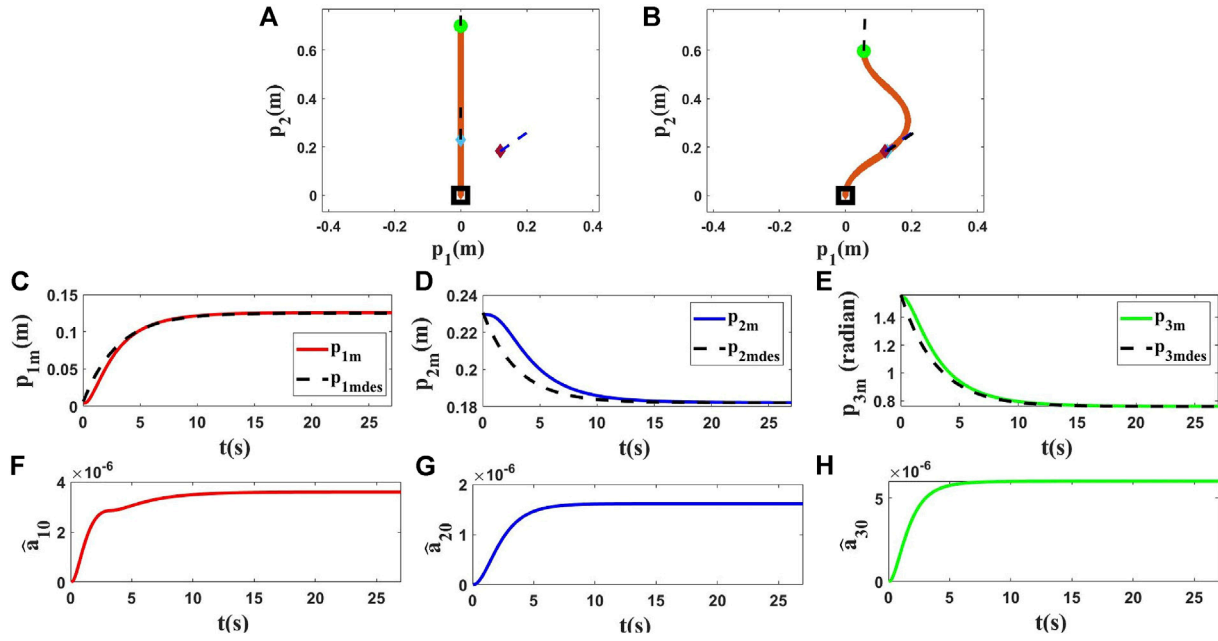 A
B
p2(m)
0.6
0.4
0.2
0
-0.4 -0.2 0 0.2 0.4
p1(m)
p2(m)
0.6
0.4
0.2
0
-0.4 -0.2 0 0.2 0.4
p1(m)
C
D
E
p1m (m)
0.15
0.1
0.05
0
0 5 10 15 20 25
t(s)
p1m
p1mdes
p2m(m)
0.24
0.22
0.2
0.18
0 5 10 15 20 25
t(s)
p2m
p2mdes
p3m (radian)
1.4
1.2
1
0.8
0 5 10 15 20 25
t(s)
p3m
p3mdes
F
G
H
×10-6
â10
4
2
0
0 5 10 15 20 25
t(s)
×10-6
â20
2
1
0
0 5 10 15 20 25
t(s)
×10-6
â30
5
0
0 5 10 15 20 25
t(s)